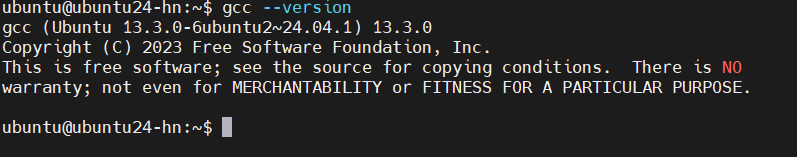 ubuntu@ubuntu24-hn:~$ gcc --version
gcc (Ubuntu 13.3.0-6ubuntu2~24.04.1) 13.3.0
Copyright (C) 2023 Free Software Foundation, Inc.
This is free software; see the source for copying conditions.  There is NO
warranty; not even for MERCHANTABILITY or FITNESS FOR A PARTICULAR PURPOSE.
ubuntu@ubuntu24-hn:~$